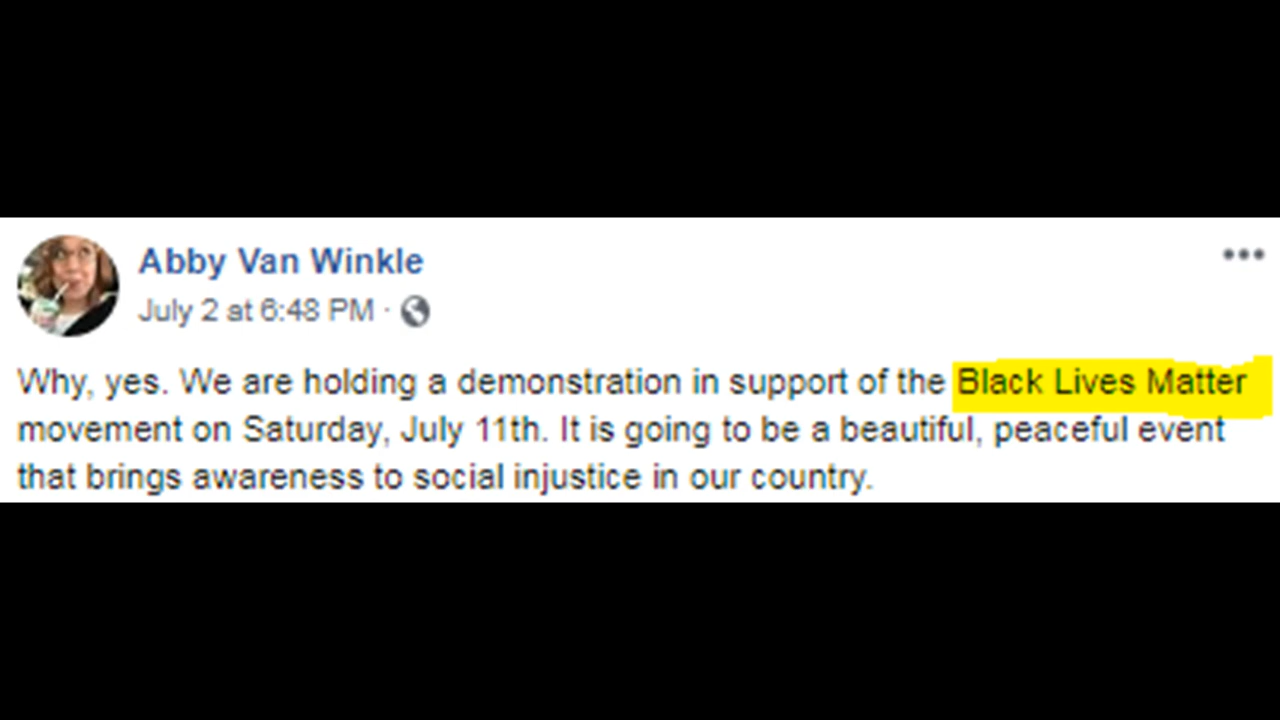 Abby Van Winkle
July 2 at 6:48 PM ·
Why, yes. We are holding a demonstration in support of the Black Lives Matter
movement on Saturday, July 11th. It is going to be a beautiful, peaceful event
that brings awareness to social injustice in our country.